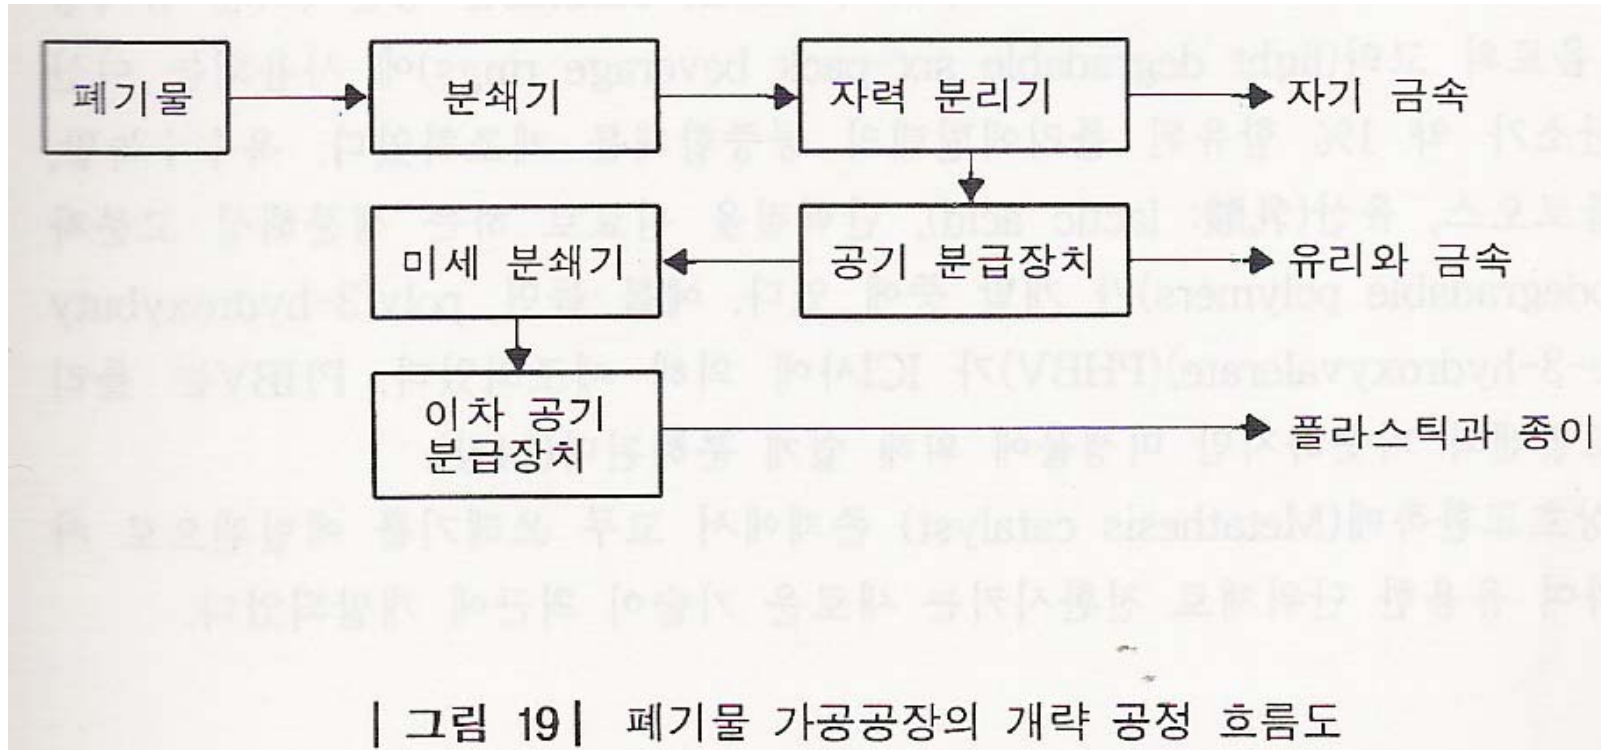 폐기물
분쇄기
자력 분리기
자기 금속
미세 분쇄기
공기 분급장치
유리와 금속
이차 공기
분급장치
플라스틱과 종이
| 그림 19 | 폐기물 가공공장의 개략 공정 흐름도